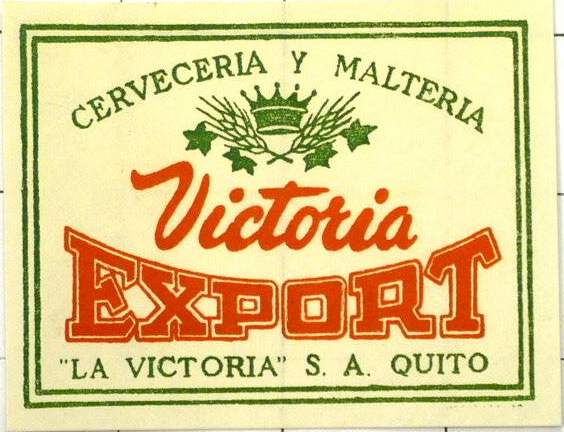 CERVECERIA Y MALTERIA
Victoria
EXPORT
"LA VICTORIA" S. A. QUITO